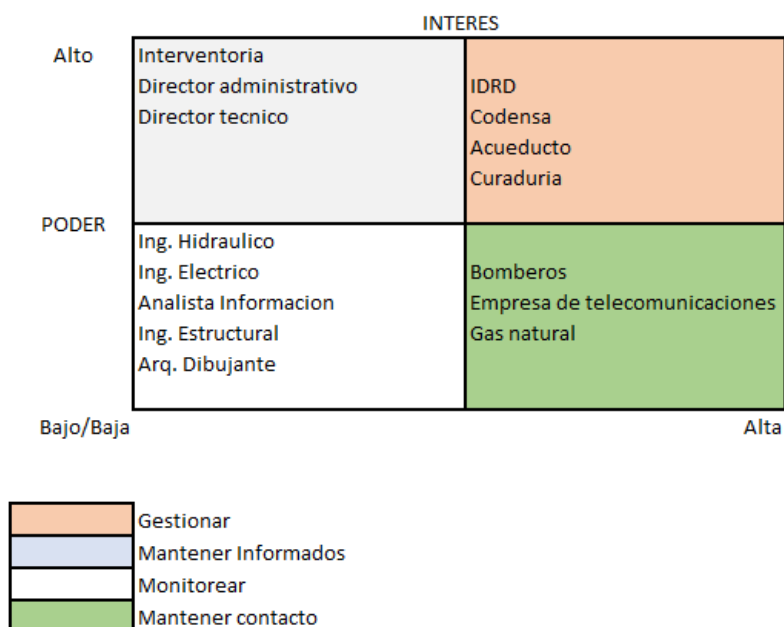 INTERES
Alto
Interventoria
Director administrativo
Director tecnico
IDRD
Codensa
Acueducto
Curaduria
PODER
Ing. Hidraulico
Ing. Electrico
Analista Informacion
Ing. Estructural
Arq. Dibujante
Bomberos
Empresa de telecomunicaciones
Gas natural
Bajo/Baja
Alta
Gestionar
Mantener Informados
Monitorear
Mantener contacto